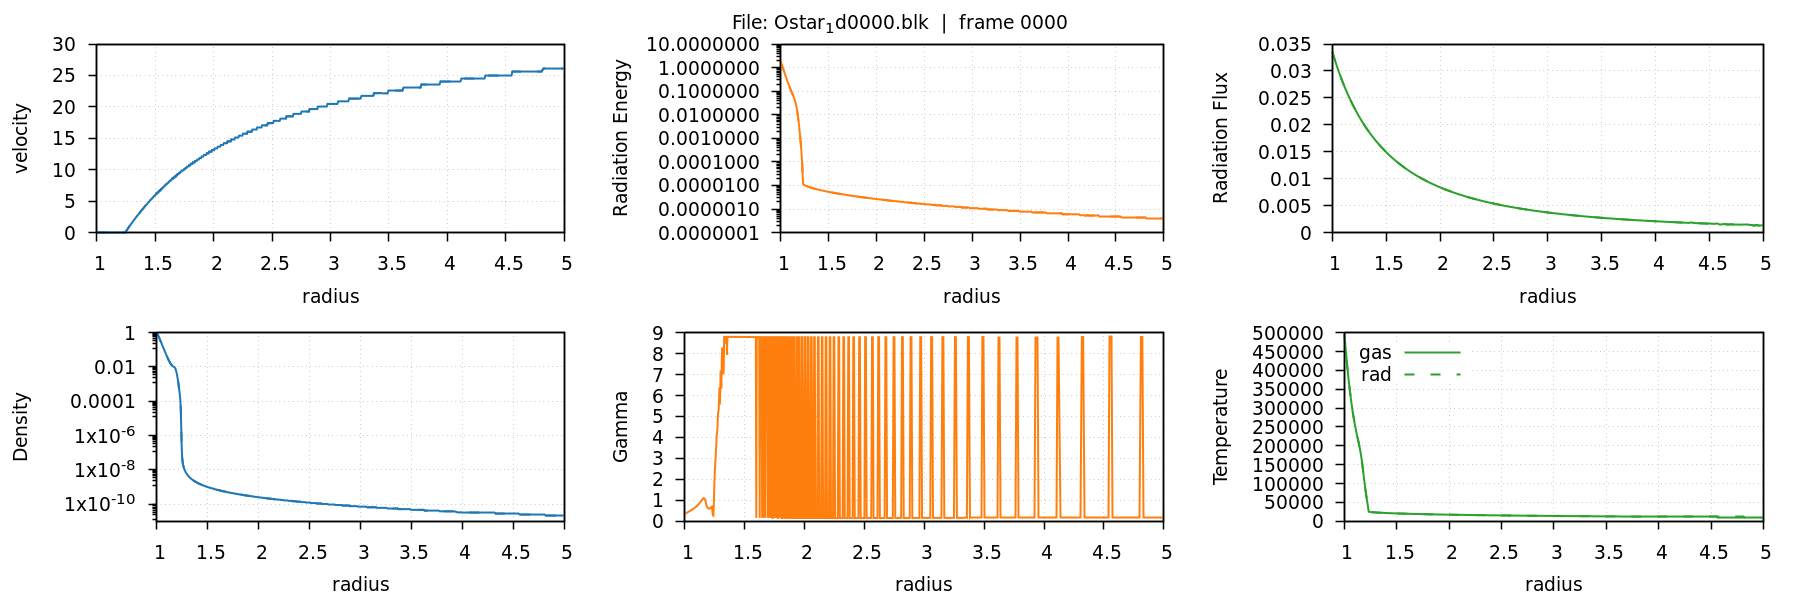 File: Ostar₁d0000.blk | frame 0000
velocity
30
25
20
15
10
5
0
1 1.5 2 2.5 3 3.5 4 4.5 5
radius
Radiation Energy
10.0000000
1.0000000
0.1000000
0.0100000
0.0010000
0.0001000
0.0000100
0.0000010
0.0000001
1 1.5 2 2.5 3 3.5 4 4.5 5
radius
Radiation Flux
0.035
0.03
0.025
0.02
0.015
0.01
0.005
0
1 1.5 2 2.5 3 3.5 4 4.5 5
radius
Density
1
0.01
0.0001
1x10⁻⁶
1x10⁻⁸
1x10⁻¹⁰
1 1.5 2 2.5 3 3.5 4 4.5 5
radius
Gamma
9
8
7
6
5
4
3
2
1
0
1 1.5 2 2.5 3 3.5 4 4.5 5
radius
Temperature
500000
450000
400000
350000
300000
250000
200000
150000
100000
50000
0
gas
rad
1 1.5 2 2.5 3 3.5 4 4.5 5
radius